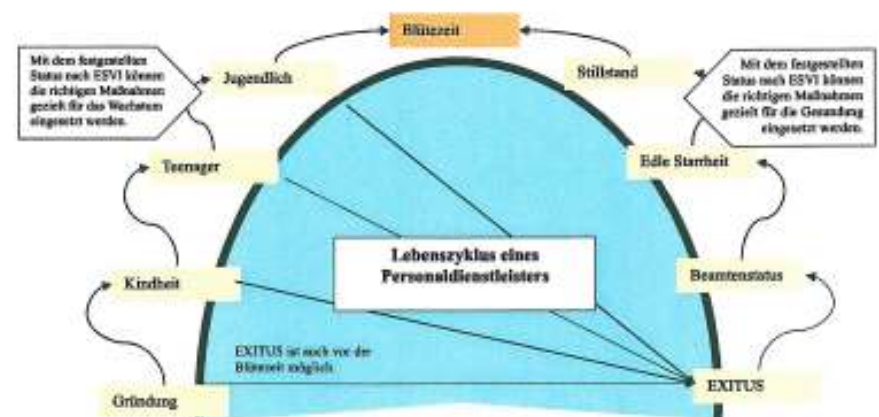 Blütezeit
Mit dem festgestellten
Status nach ESVI können
die richtigen Maßnahmen
gezielt für das Wachstum
eingesetzt werden.
Jugendlich
Stillstand
Mit dem festgestellten
Status nach ESVI können
die richtigen Maßnahmen
gezielt für die Gesundung
eingesetzt werden.
Teenager
Edle Starrheit
Lebenszyklus eines
Personaldienstleisters
Kindheit
Beamtenstatus
EXITUS ist auch vor der
Blütezeit möglich
EXITUS
Gründung